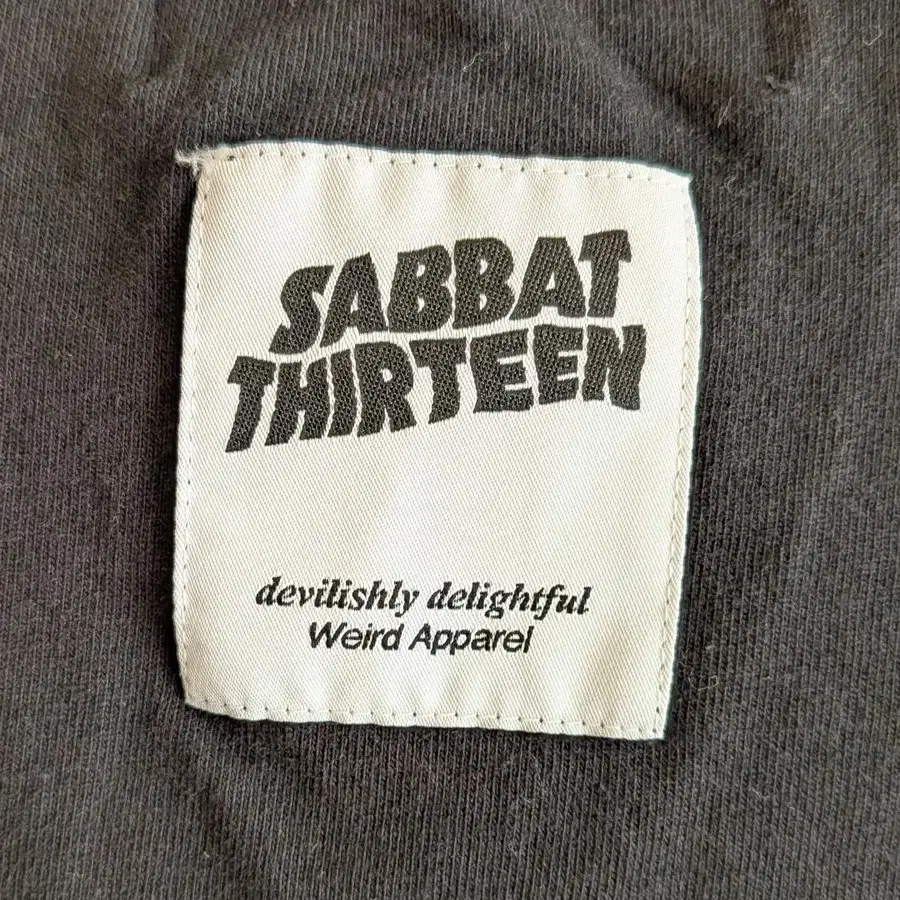 SABBAT
THIRTEEN
devilishly delightful
Weird Apparel